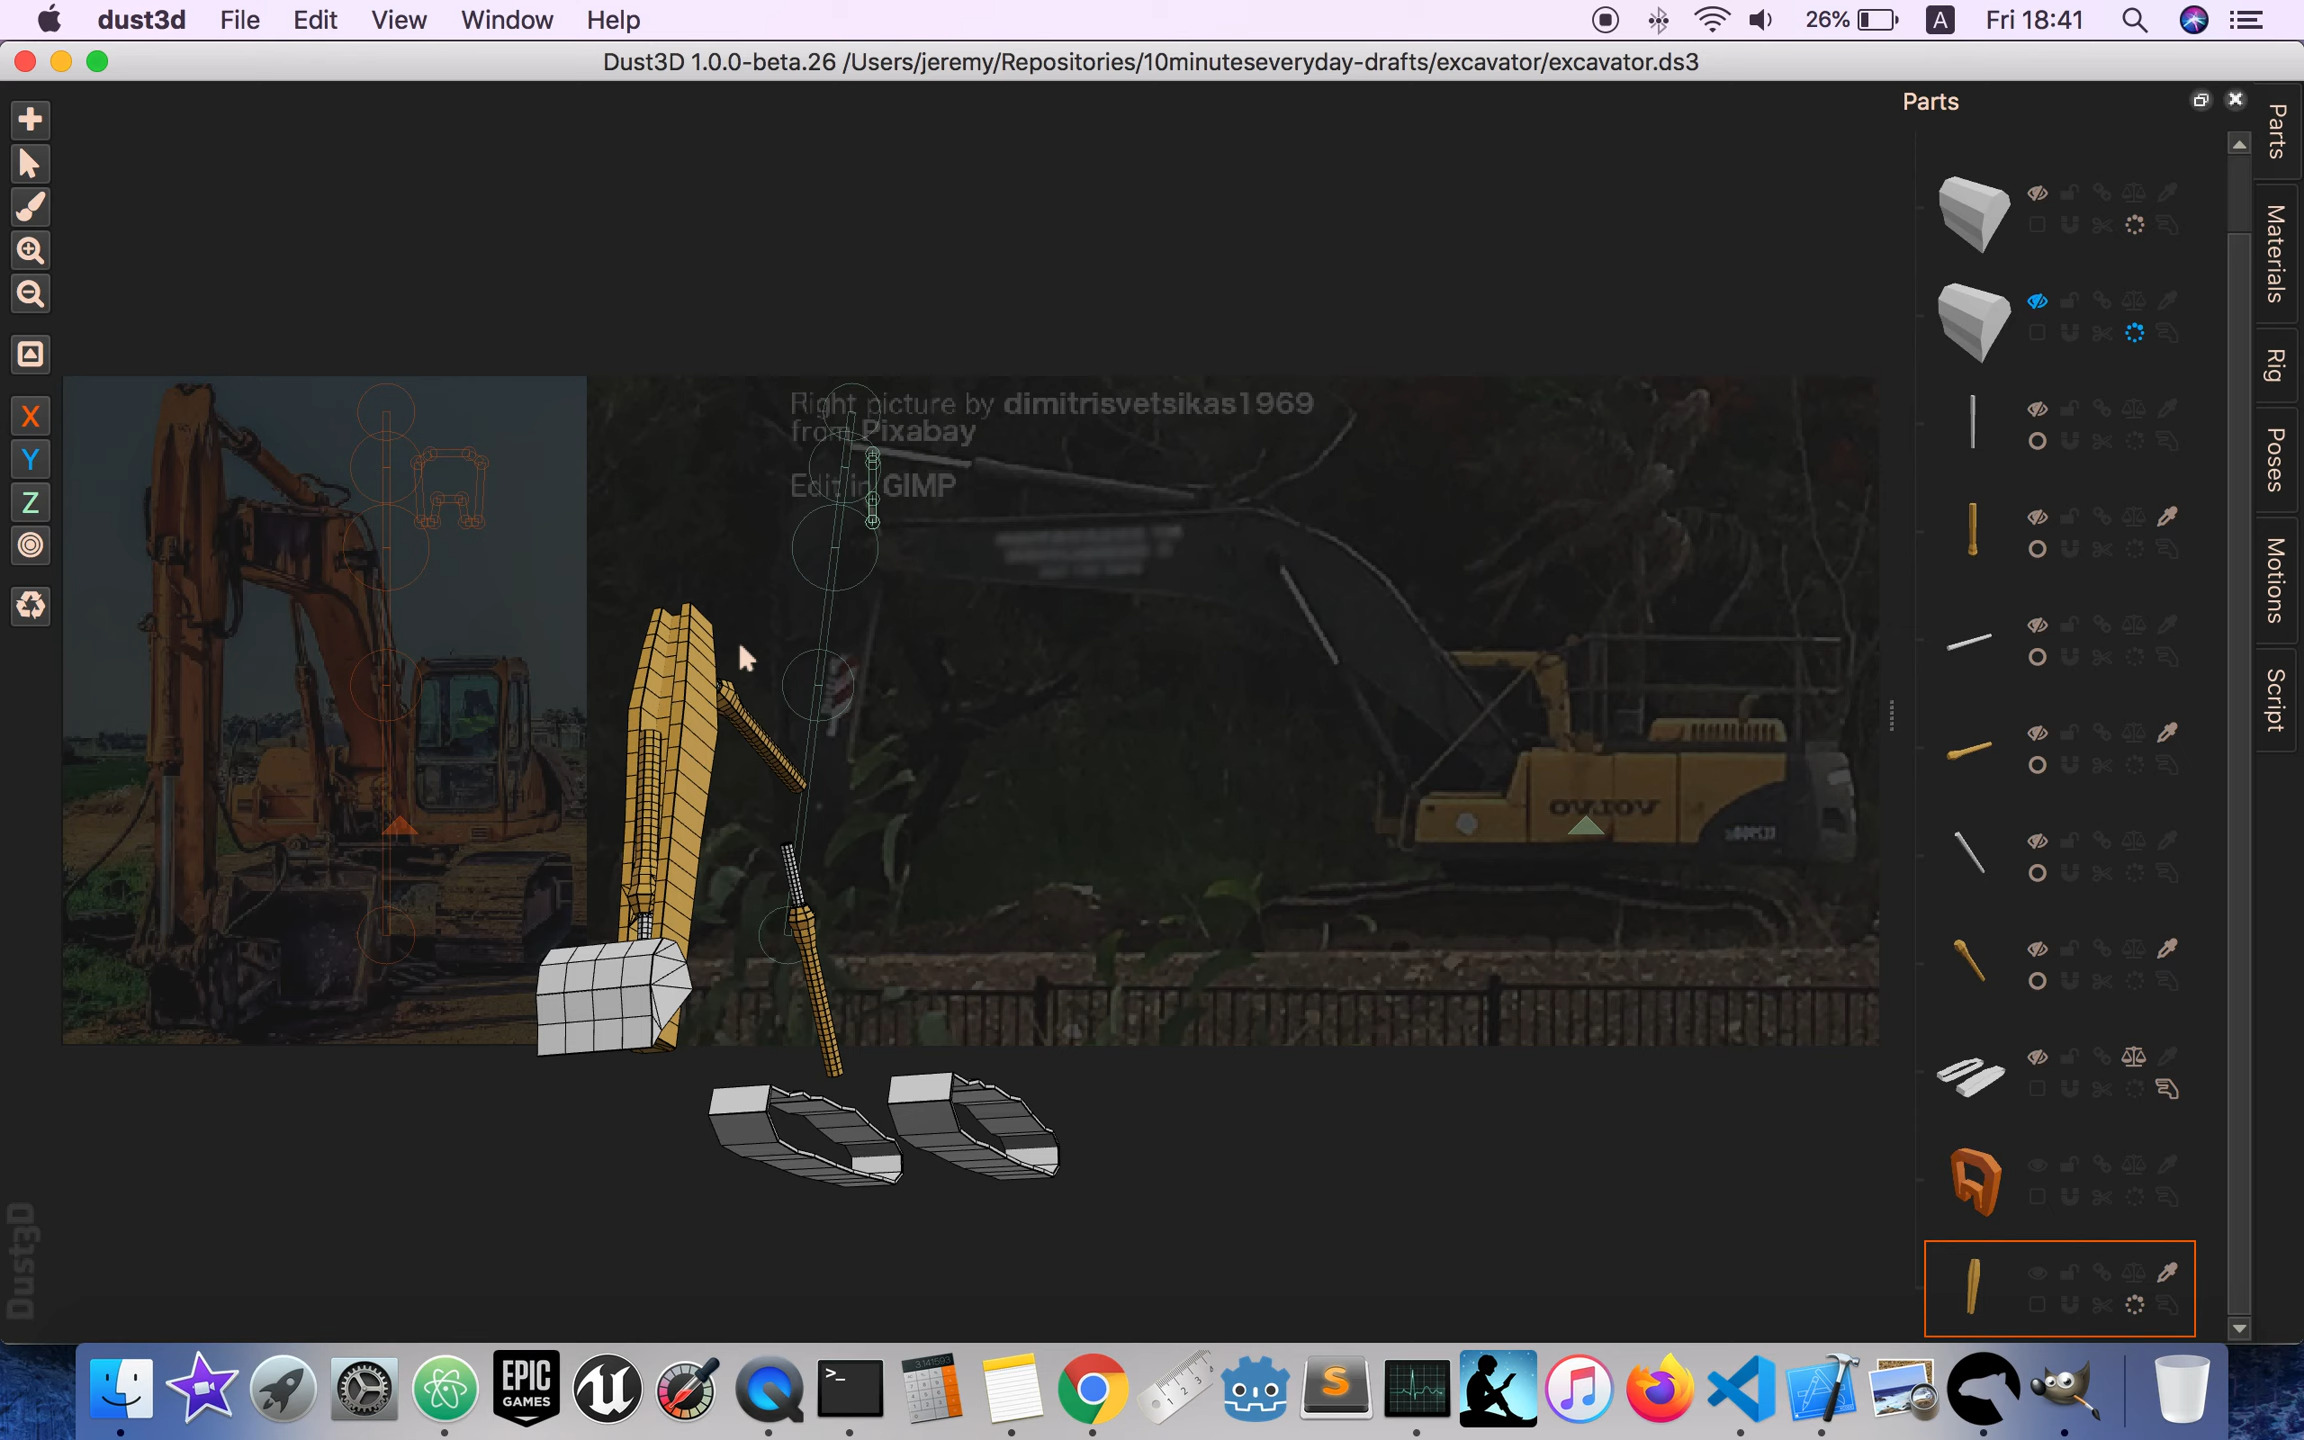 dust3d File Edit View Window Help 26% A Fri 18:41
Dust3D 1.0.0-beta.26 /Users/jeremy/Repositories/10minuteseveryday-drafts/excavator/excavator.ds3
Parts
Parts
Materials
Rig
Poses
Motions
Script
X
Y
Z
Right picture by dimitrisvetsikas1969
from Pixabay
Edit in GIMP
Dust3D
EPIC
GAMES
3.141593